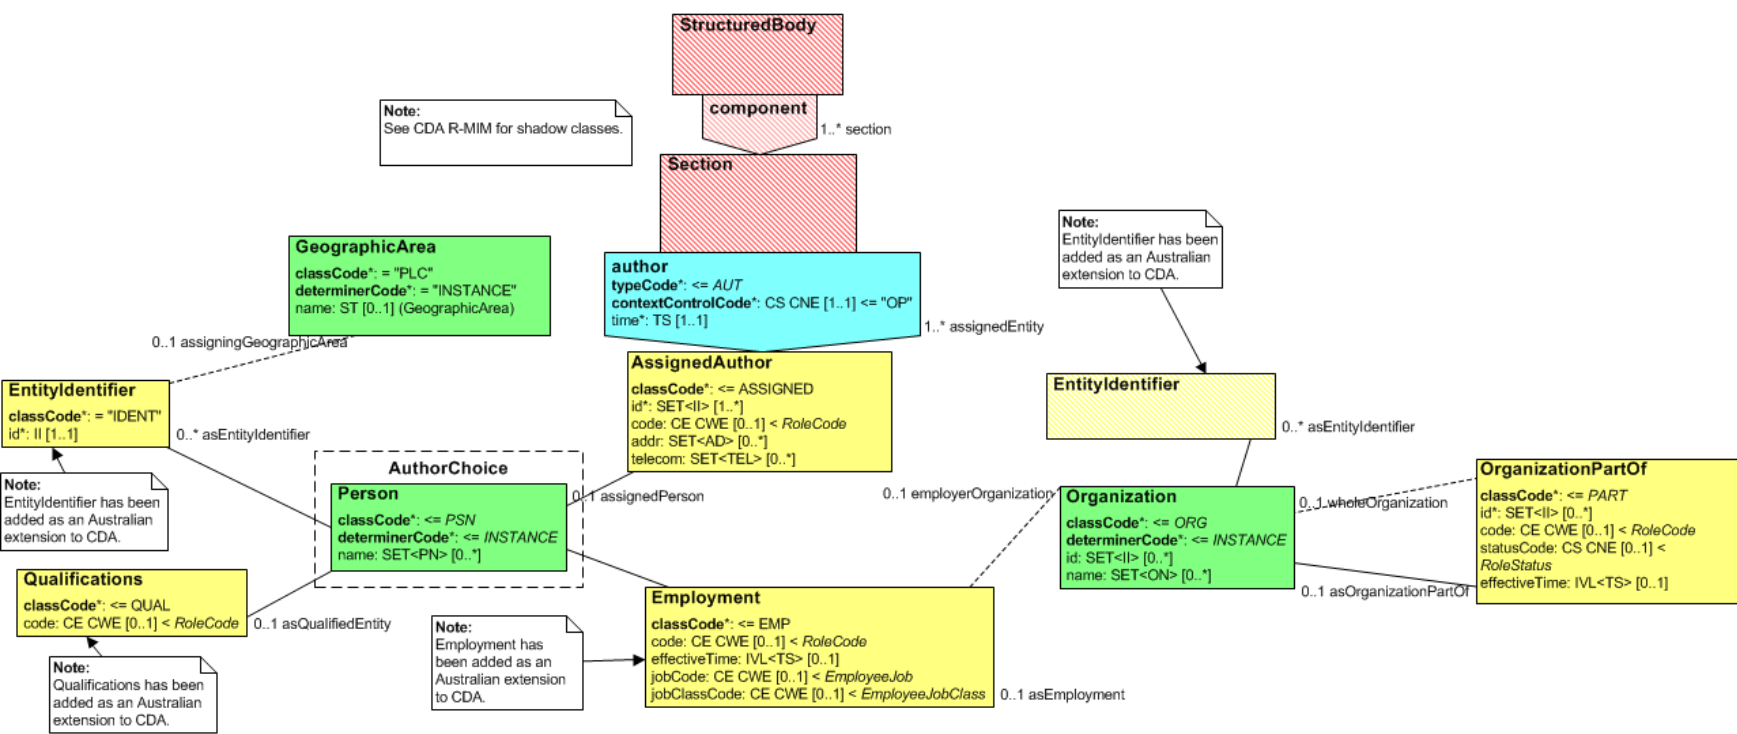 StructuredBody
component
1..* section
Note:
See CDA R-MIM for shadow classes.
Section
Note:
EntityIdentifier has been
added as an Australian
extension to CDA.
GeographicArea
classCode*: = "PLC"
determinerCode*: = "INSTANCE"
name: ST [0..1] (GeographicArea)
author
typeCode*: <= AUT
contextControlCode*: CS CNE [1..1] <= "OP"
time*: TS [1..1]
1..* assignedEntity
0..1 assigningGeographicArea
AssignedAuthor
classCode*: <= ASSIGNED
id*: SET<II> [1..*]
code: CE CWE [0..1] < RoleCode
addr: SET<AD> [0..*]
telecom: SET<TEL> [0..*]
EntityIdentifier
classCode*: = "IDENT"
id*: II [1..1]
0..* asEntityIdentifier
EntityIdentifier
0..* asEntityIdentifier
Note:
EntityIdentifier has been
added as an Australian
extension to CDA.
AuthorChoice
Person
classCode*: <= PSN
determinerCode*: <= INSTANCE
name: SET<PN> [0..*]
0..1 assignedPerson
0..1 employerOrganization
Organization
classCode*: <= ORG
determinerCode*: <= INSTANCE
id: SET<II> [0..*]
name: SET<ON> [0..*]
0..1 wholeOrganization
OrganizationPartOf
classCode*: <= PART
id*: SET<II> [0..*]
code: CE CWE [0..1] < RoleCode
statusCode: CS CNE [0..1] <
RoleStatus
effectiveTime: IVL<TS> [0..1]
0..1 asOrganizationPartOf
Qualifications
classCode*: <= QUAL
code: CE CWE [0..1] < RoleCode
0..1 asQualifiedEntity
Note:
Qualifications has been
added as an Australian
extension to CDA.
Note:
Employment has
been added as an
Australian extension
to CDA.
Employment
classCode*: <= EMP
code: CE CWE [0..1] < RoleCode
effectiveTime: IVL<TS> [0..1]
jobCode: CE CWE [0..1] < EmployeeJob
jobClassCode: CE CWE [0..1] < EmployeeJobClass
0..1 asEmployment